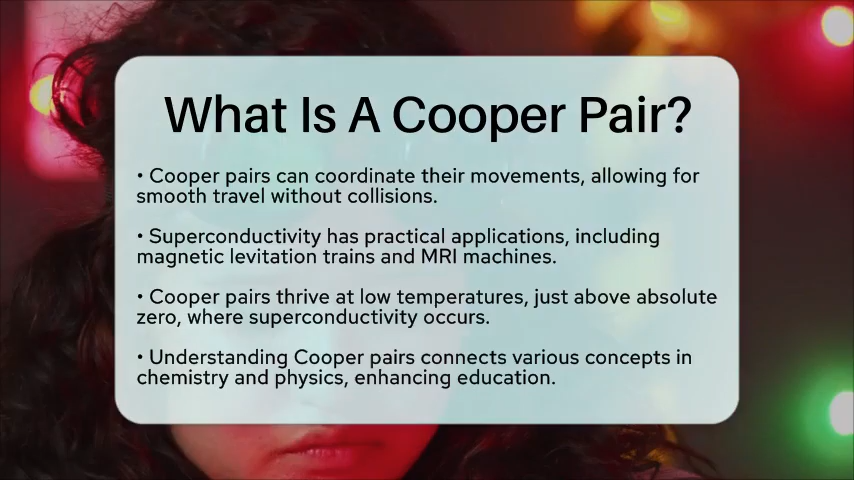 What Is A Cooper Pair?
• Cooper pairs can coordinate their movements, allowing for
smooth travel without collisions.
• Superconductivity has practical applications, including
magnetic levitation trains and MRI machines.
• Cooper pairs thrive at low temperatures, just above absolute
zero, where superconductivity occurs.
• Understanding Cooper pairs connects various concepts in
chemistry and physics, enhancing education.